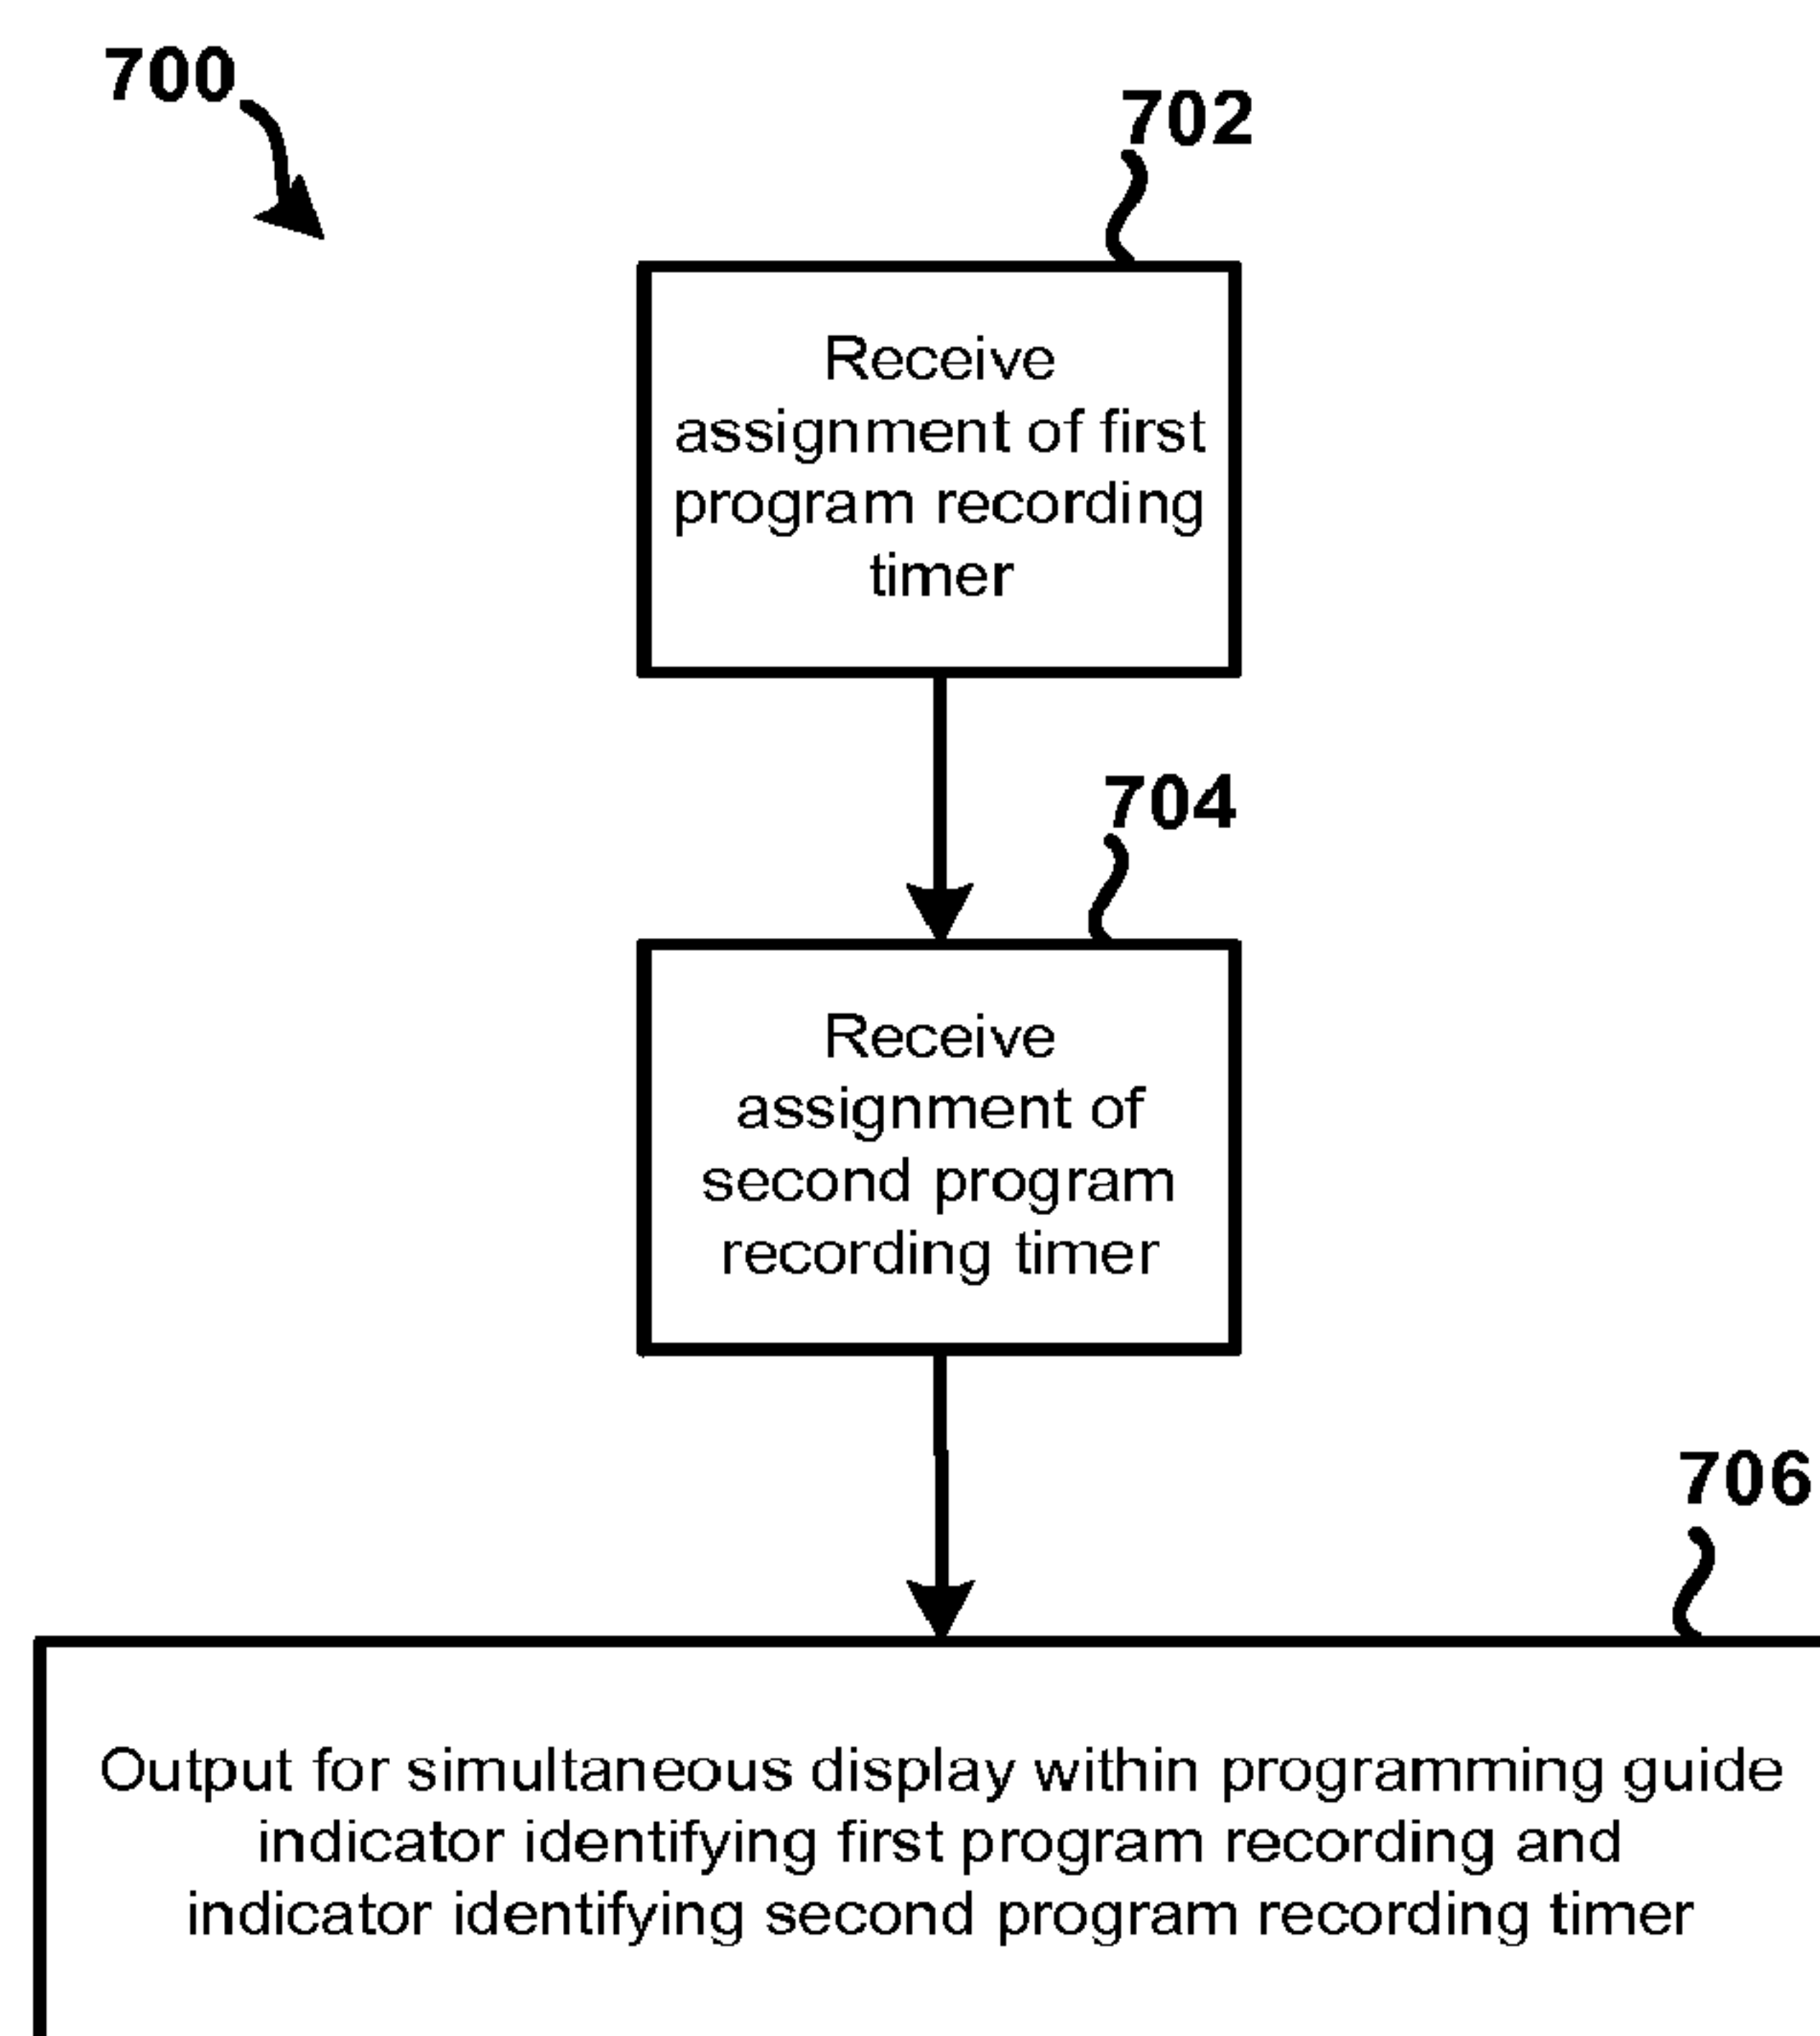 700
702
Receive
assignment of first
program recording
timer
704
Receive
assignment of
second program
recording timer
706
Output for simultaneous display within programming guide
indicator identifying first program recording and
indicator identifying second program recording timer